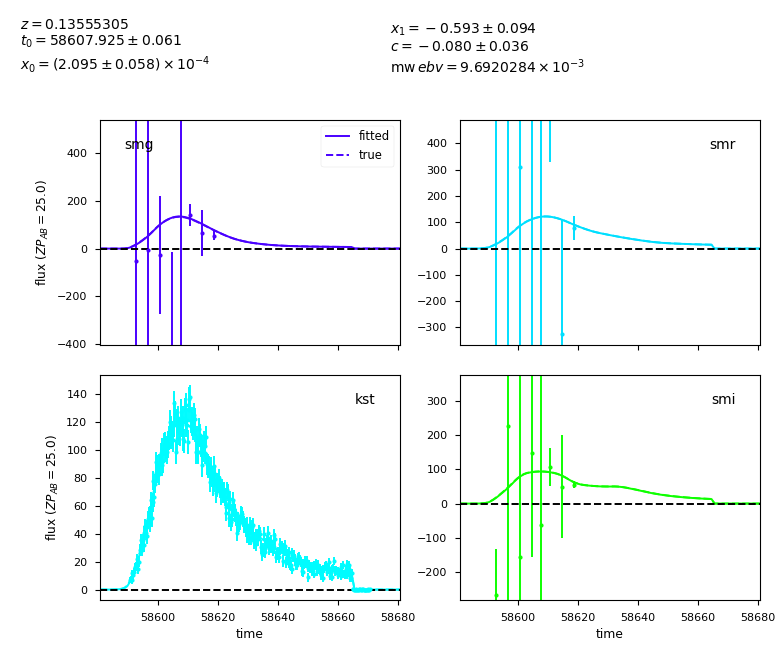 z = 0.13555305
t0 = 58607.925 ± 0.061
x0 = (2.095 ± 0.058) × 10⁻⁴
x1 = −0.593 ± 0.094
c = −0.080 ± 0.036
mw ebv = 9.6920284 × 10⁻³
smg
fitted
true
400
200
0
−200
−400
flux (ZP_AB = 25.0)
smr
400
300
200
100
0
−100
−200
−300
kst
140
120
100
80
60
40
20
0
flux (ZP_AB = 25.0)
58600 58620 58640 58660 58680
time
smi
300
200
100
0
−100
−200
58600 58620 58640 58660 58680
time